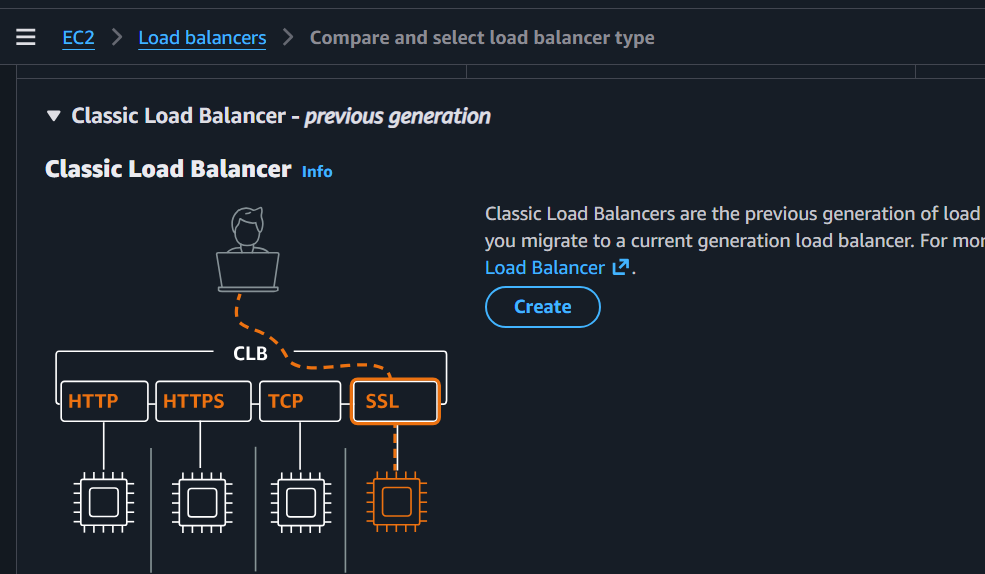 EC2 > Load balancers > Compare and select load balancer type
Classic Load Balancer - previous generation
Classic Load Balancer Info
Classic Load Balancers are the previous generation of load
you migrate to a current generation load balancer. For mor
Load Balancer .
Create
CLB
HTTP HTTPS TCP SSL